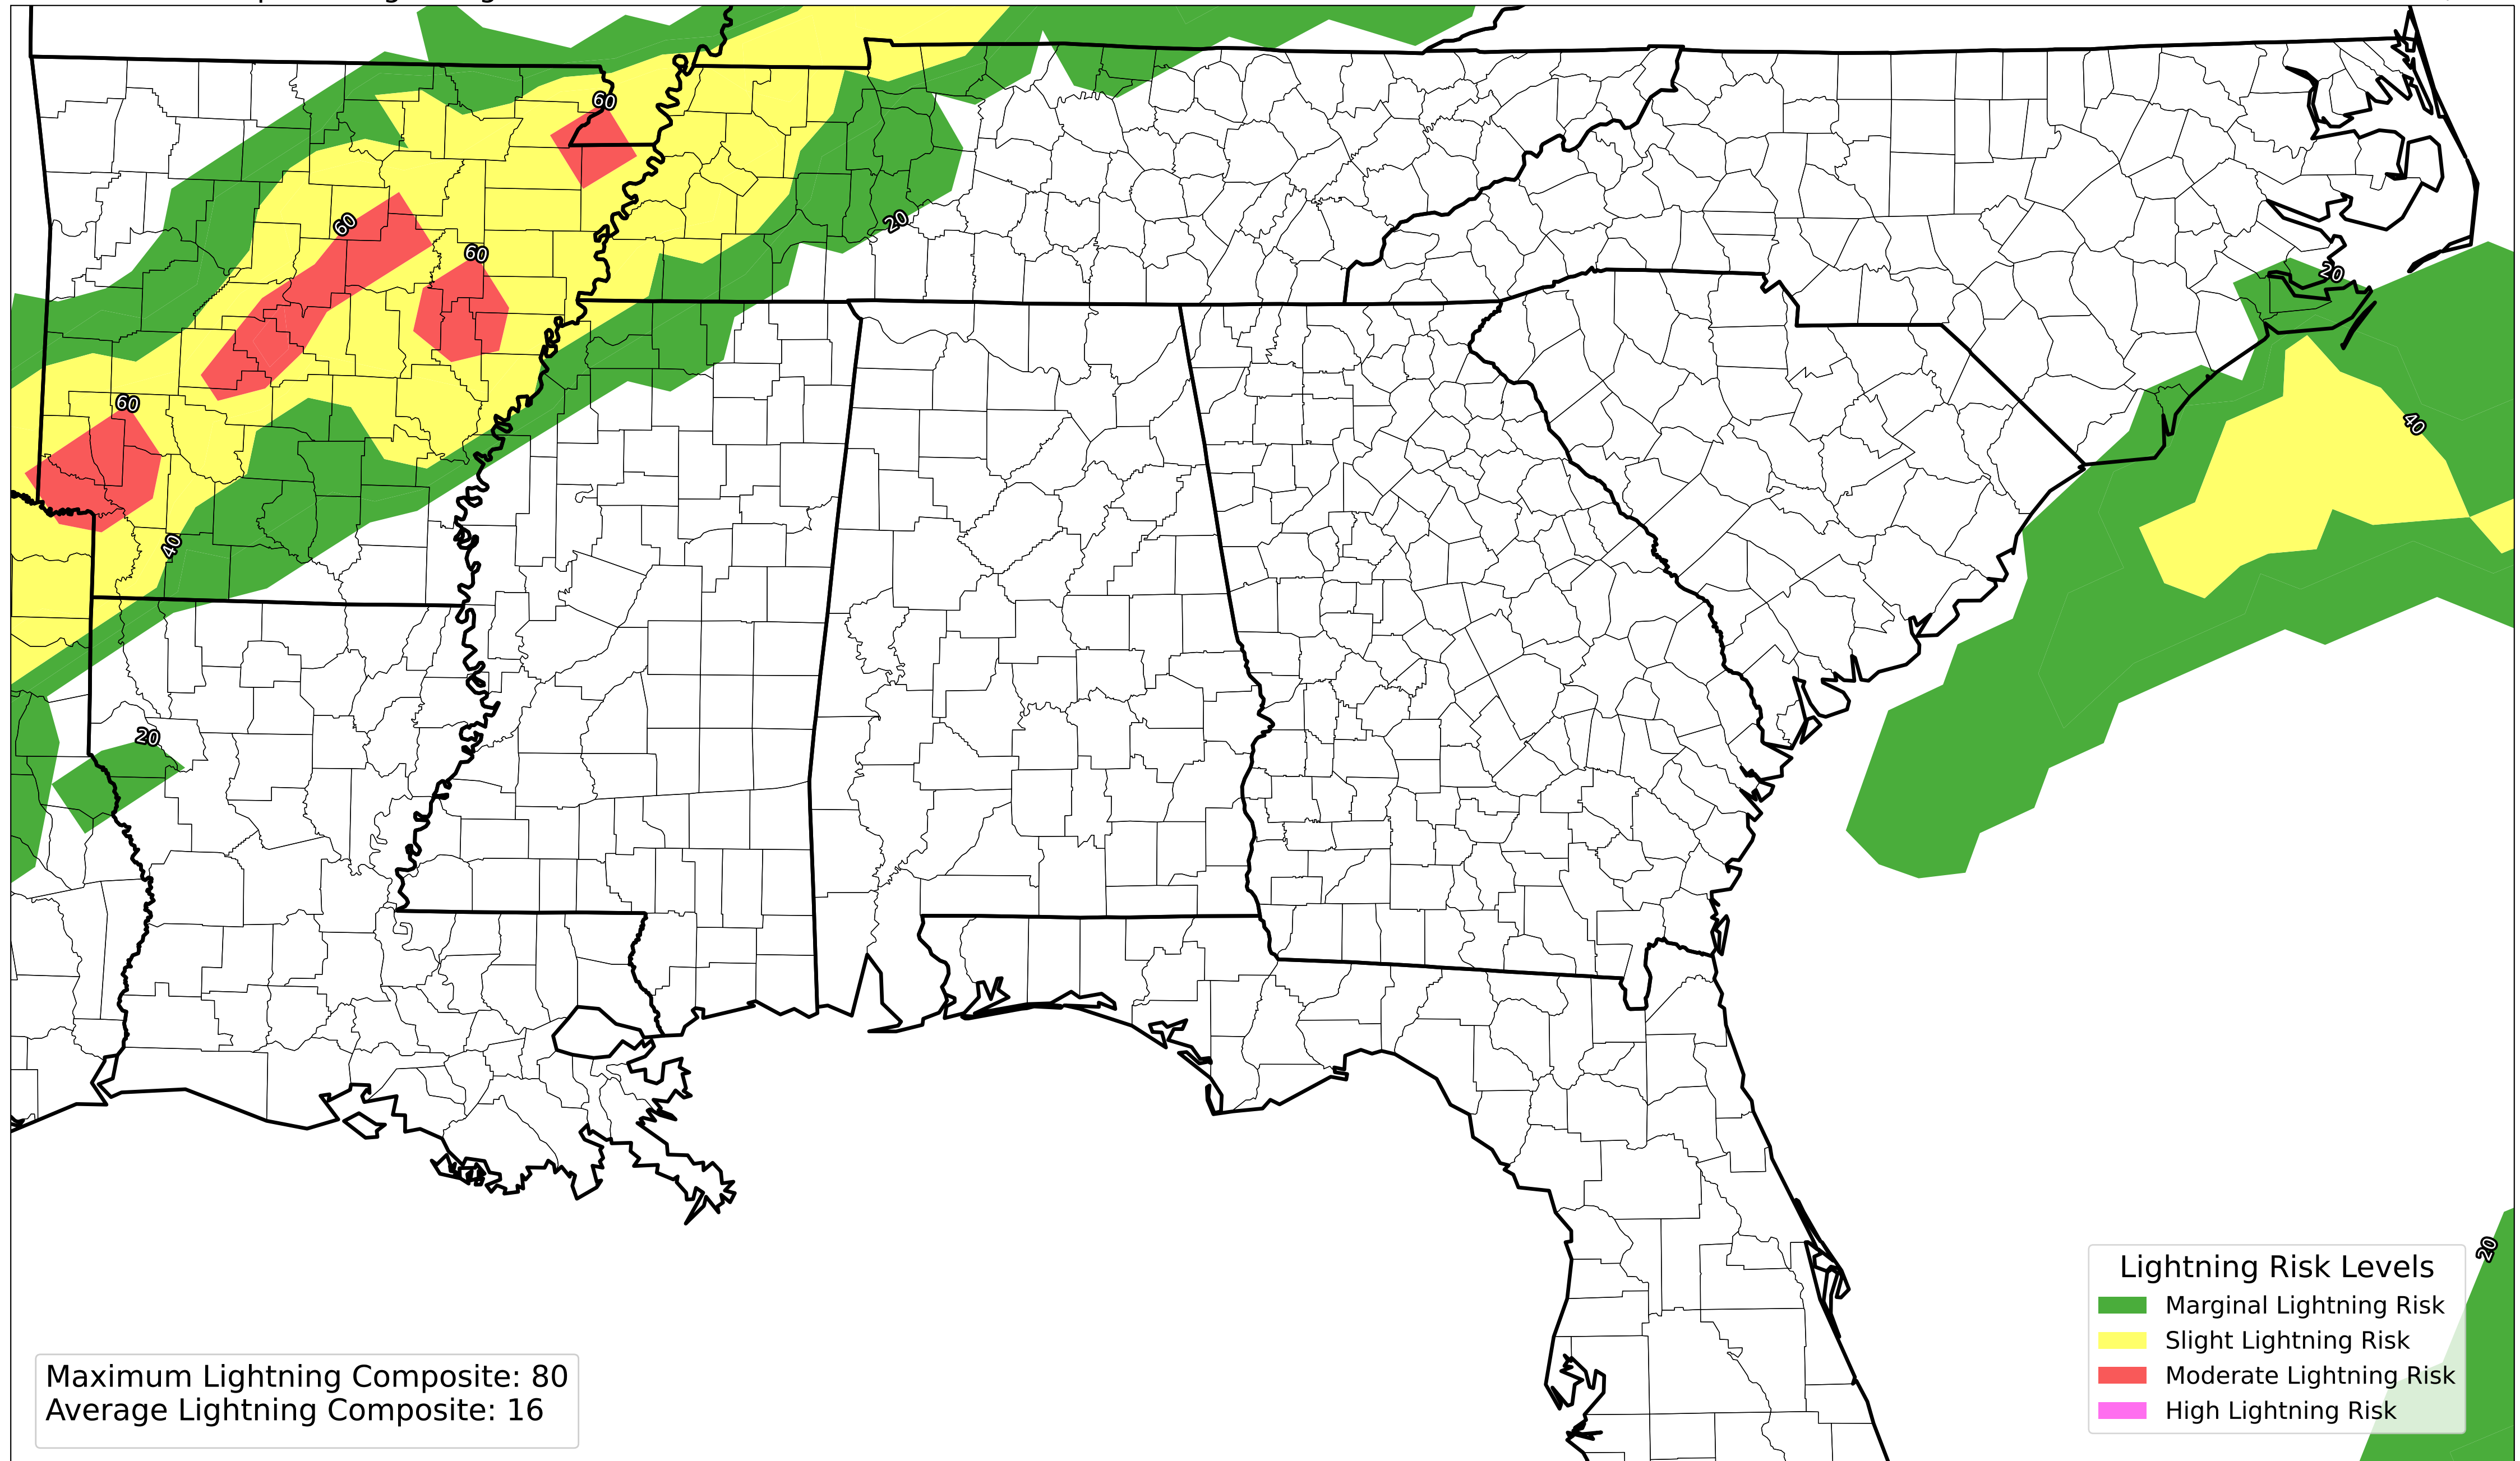 60
60
20
60
20
60
40
40
20
20
Lightning Risk Levels
Marginal Lightning Risk
Slight Lightning Risk
Moderate Lightning Risk
High Lightning Risk
Maximum Lightning Composite: 80
Average Lightning Composite: 16